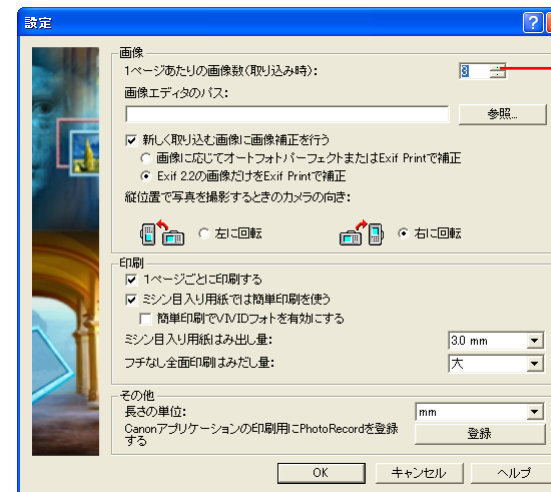 設定
画像
1ページあたりの画像数(取り込み時):
3
画像エディタのパス:
参照...
新しく取り込む画像に画像補正を行う
画像に応じてオートフォトパーフェクトまたはExif Printで補正
Exif 2.2の画像だけをExif Printで補正
縦位置で写真を撮影するときのカメラの向き:
左に回転
右に回転
印刷
1ページごとに印刷する
ミシン目入り用紙では簡単印刷を使う
簡単印刷でVIVIDフォトを有効にする
ミシン目入り用紙はみ出し量:
3.0 mm
フチなし全面印刷はみだし量:
大
その他
長さの単位:
mm
Canonアプリケーションの印刷用にPhotoRecordを登録
する
登録
OK
キャンセル
ヘルプ